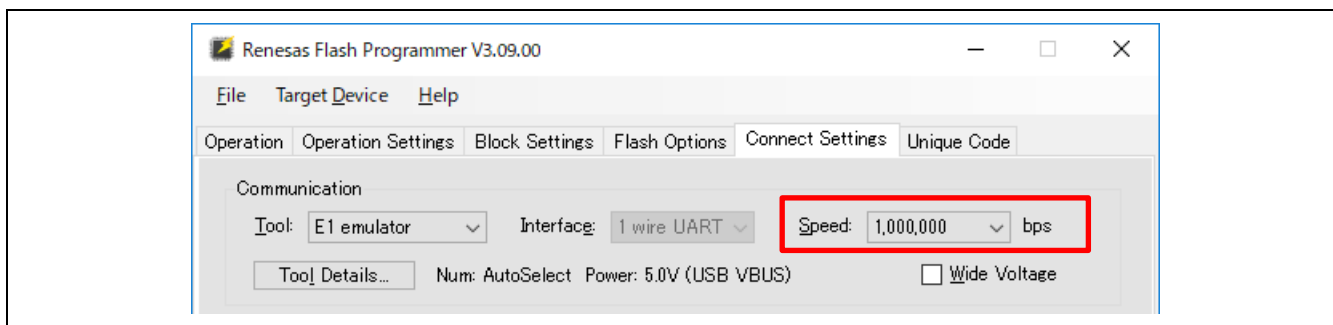 Renesas Flash Programmer V3.09.00
File Target Device Help
Operation Operation Settings Block Settings Flash Options Connect Settings Unique Code
Communication
Tool: E1 emulator Interface: 1 wire UART Speed: 1,000,000 bps
Tool Details... Num: AutoSelect Power: 5.0V (USB VBUS) Wide Voltage